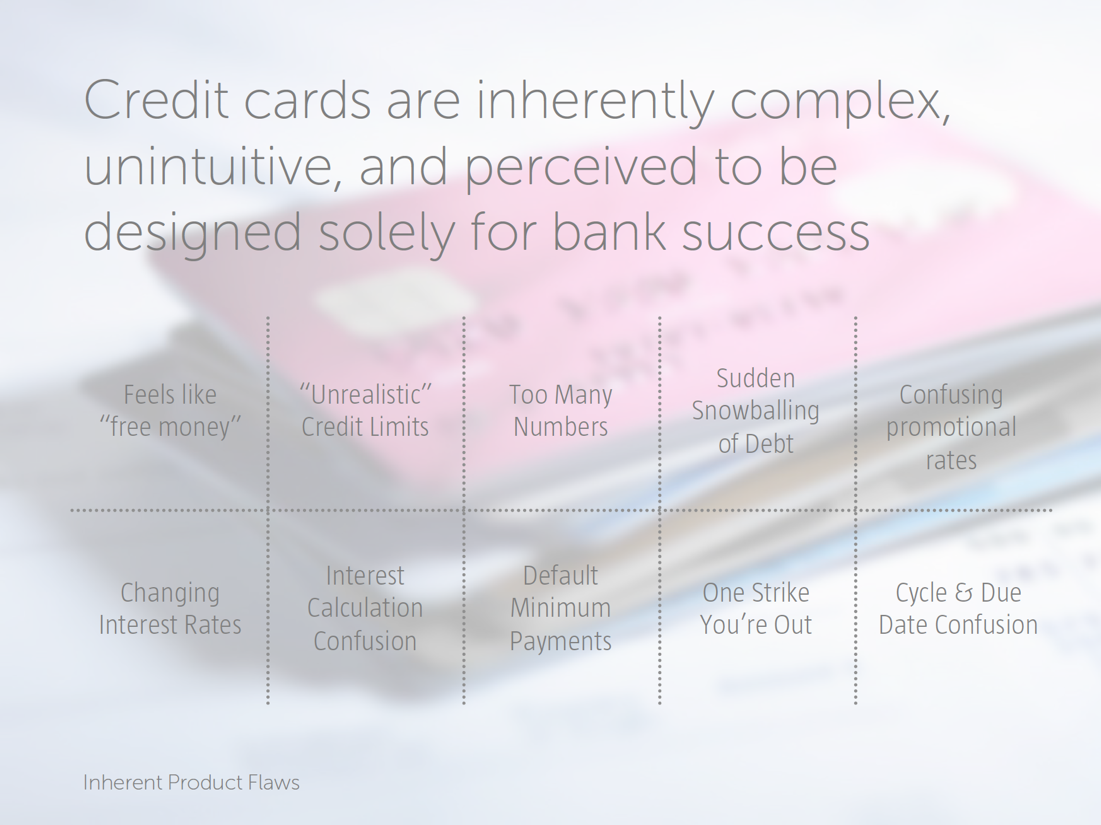 Credit cards are inherently complex,
unintuitive, and perceived to be
designed solely for bank success
Feels like
“free money”
“Unrealistic”
Credit Limits
Too Many
Numbers
Sudden
Snowballing
of Debt
Confusing
promotional
rates
Changing
Interest Rates
Interest
Calculation
Confusion
Default
Minimum
Payments
One Strike
You’re Out
Cycle & Due
Date Confusion
Inherent Product Flaws